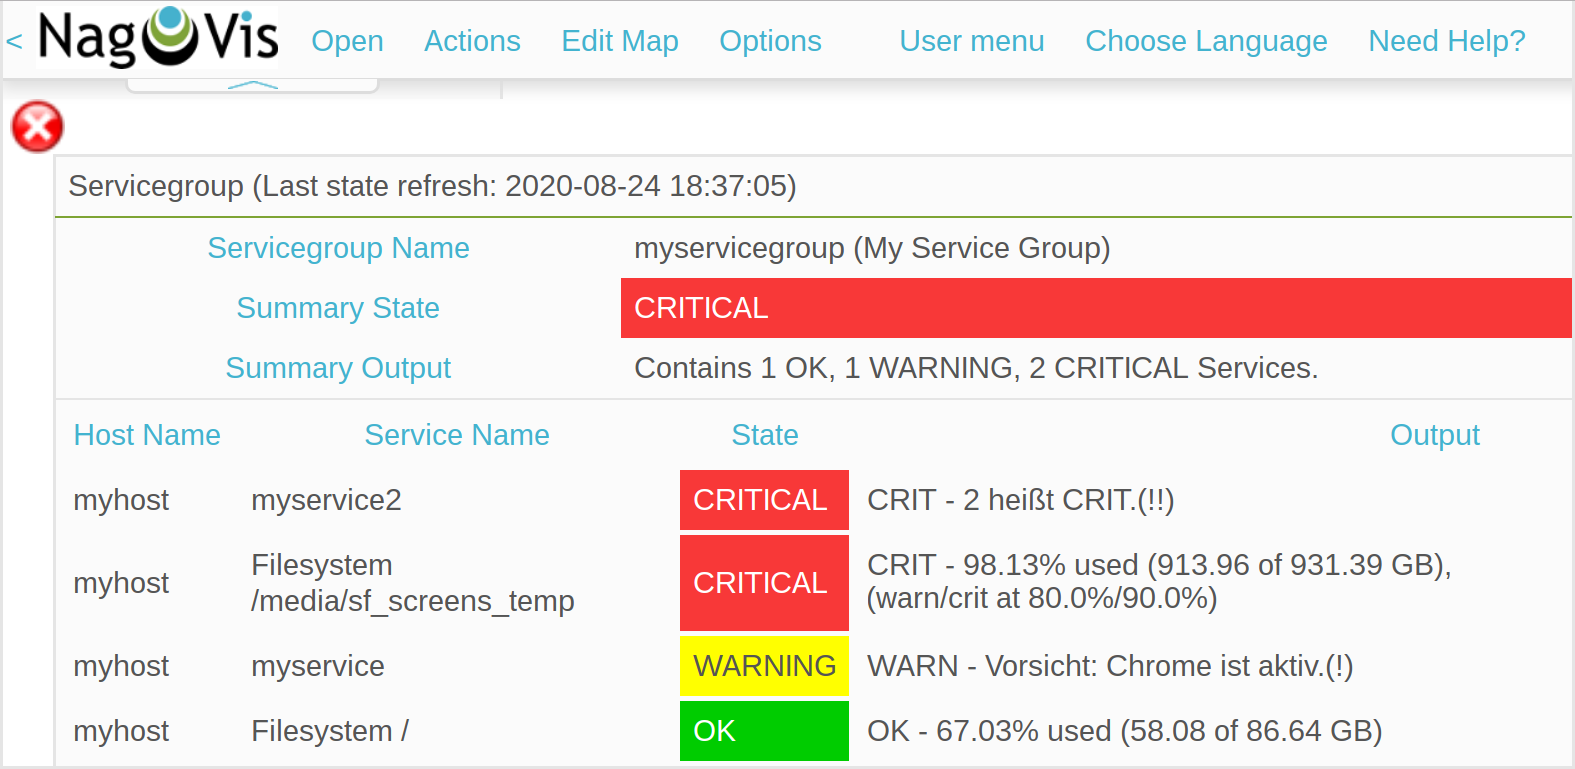 < NagVis Open Actions Edit Map Options User menu Choose Language Need Help?
Servicegroup (Last state refresh: 2020-08-24 18:37:05)
Servicegroup Name myservicegroup (My Service Group)
Summary State CRITICAL
Summary Output Contains 1 OK, 1 WARNING, 2 CRITICAL Services.
Host Name Service Name State Output
myhost myservice2 CRITICAL CRIT - 2 heißt CRIT.(!!)
myhost Filesystem /media/sf_screens_temp CRITICAL CRIT - 98.13% used (913.96 of 931.39 GB),
(warn/crit at 80.0%/90.0%)
myhost myservice WARNING WARN - Vorsicht: Chrome ist aktiv.(!)
myhost Filesystem / OK OK - 67.03% used (58.08 of 86.64 GB)